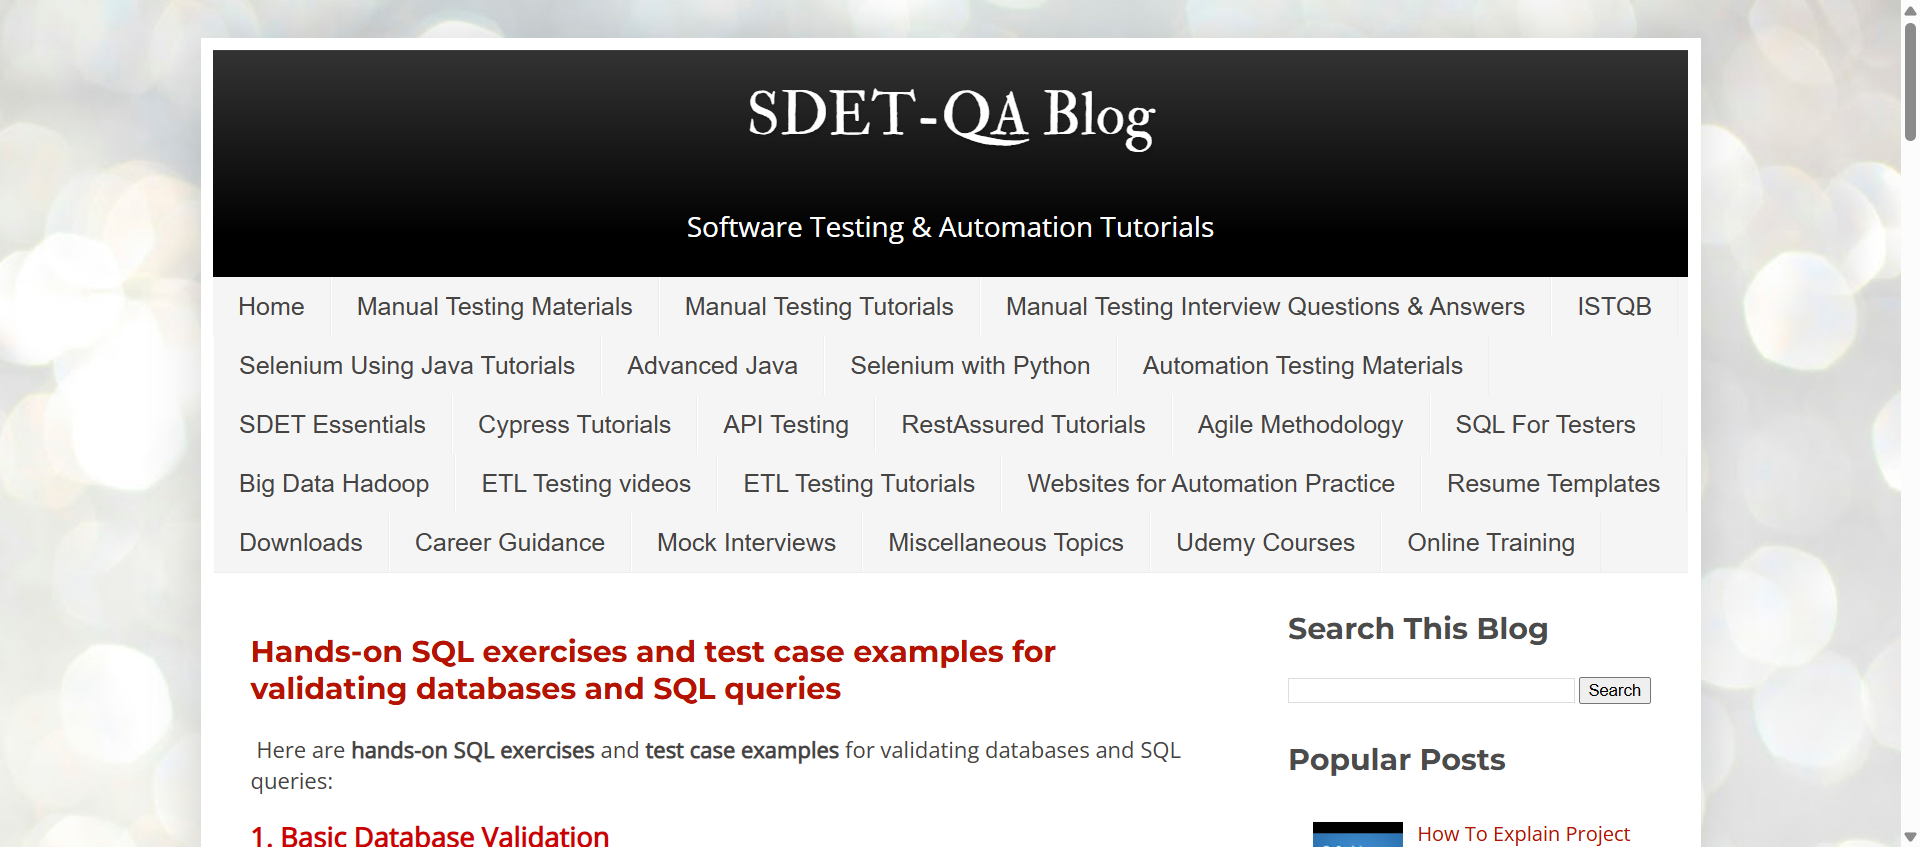 SDET-QA Blog
Software Testing & Automation Tutorials
Home Manual Testing Materials Manual Testing Tutorials Manual Testing Interview Questions & Answers ISTQB
Selenium Using Java Tutorials Advanced Java Selenium with Python Automation Testing Materials
SDET Essentials Cypress Tutorials API Testing RestAssured Tutorials Agile Methodology SQL For Testers
Big Data Hadoop ETL Testing videos ETL Testing Tutorials Websites for Automation Practice Resume Templates
Downloads Career Guidance Mock Interviews Miscellaneous Topics Udemy Courses Online Training
Hands-on SQL exercises and test case examples for
validating databases and SQL queries
Here are hands-on SQL exercises and test case examples for validating databases and SQL
queries:
1. Basic Database Validation
Search This Blog
Search
Popular Posts
How To Explain Project